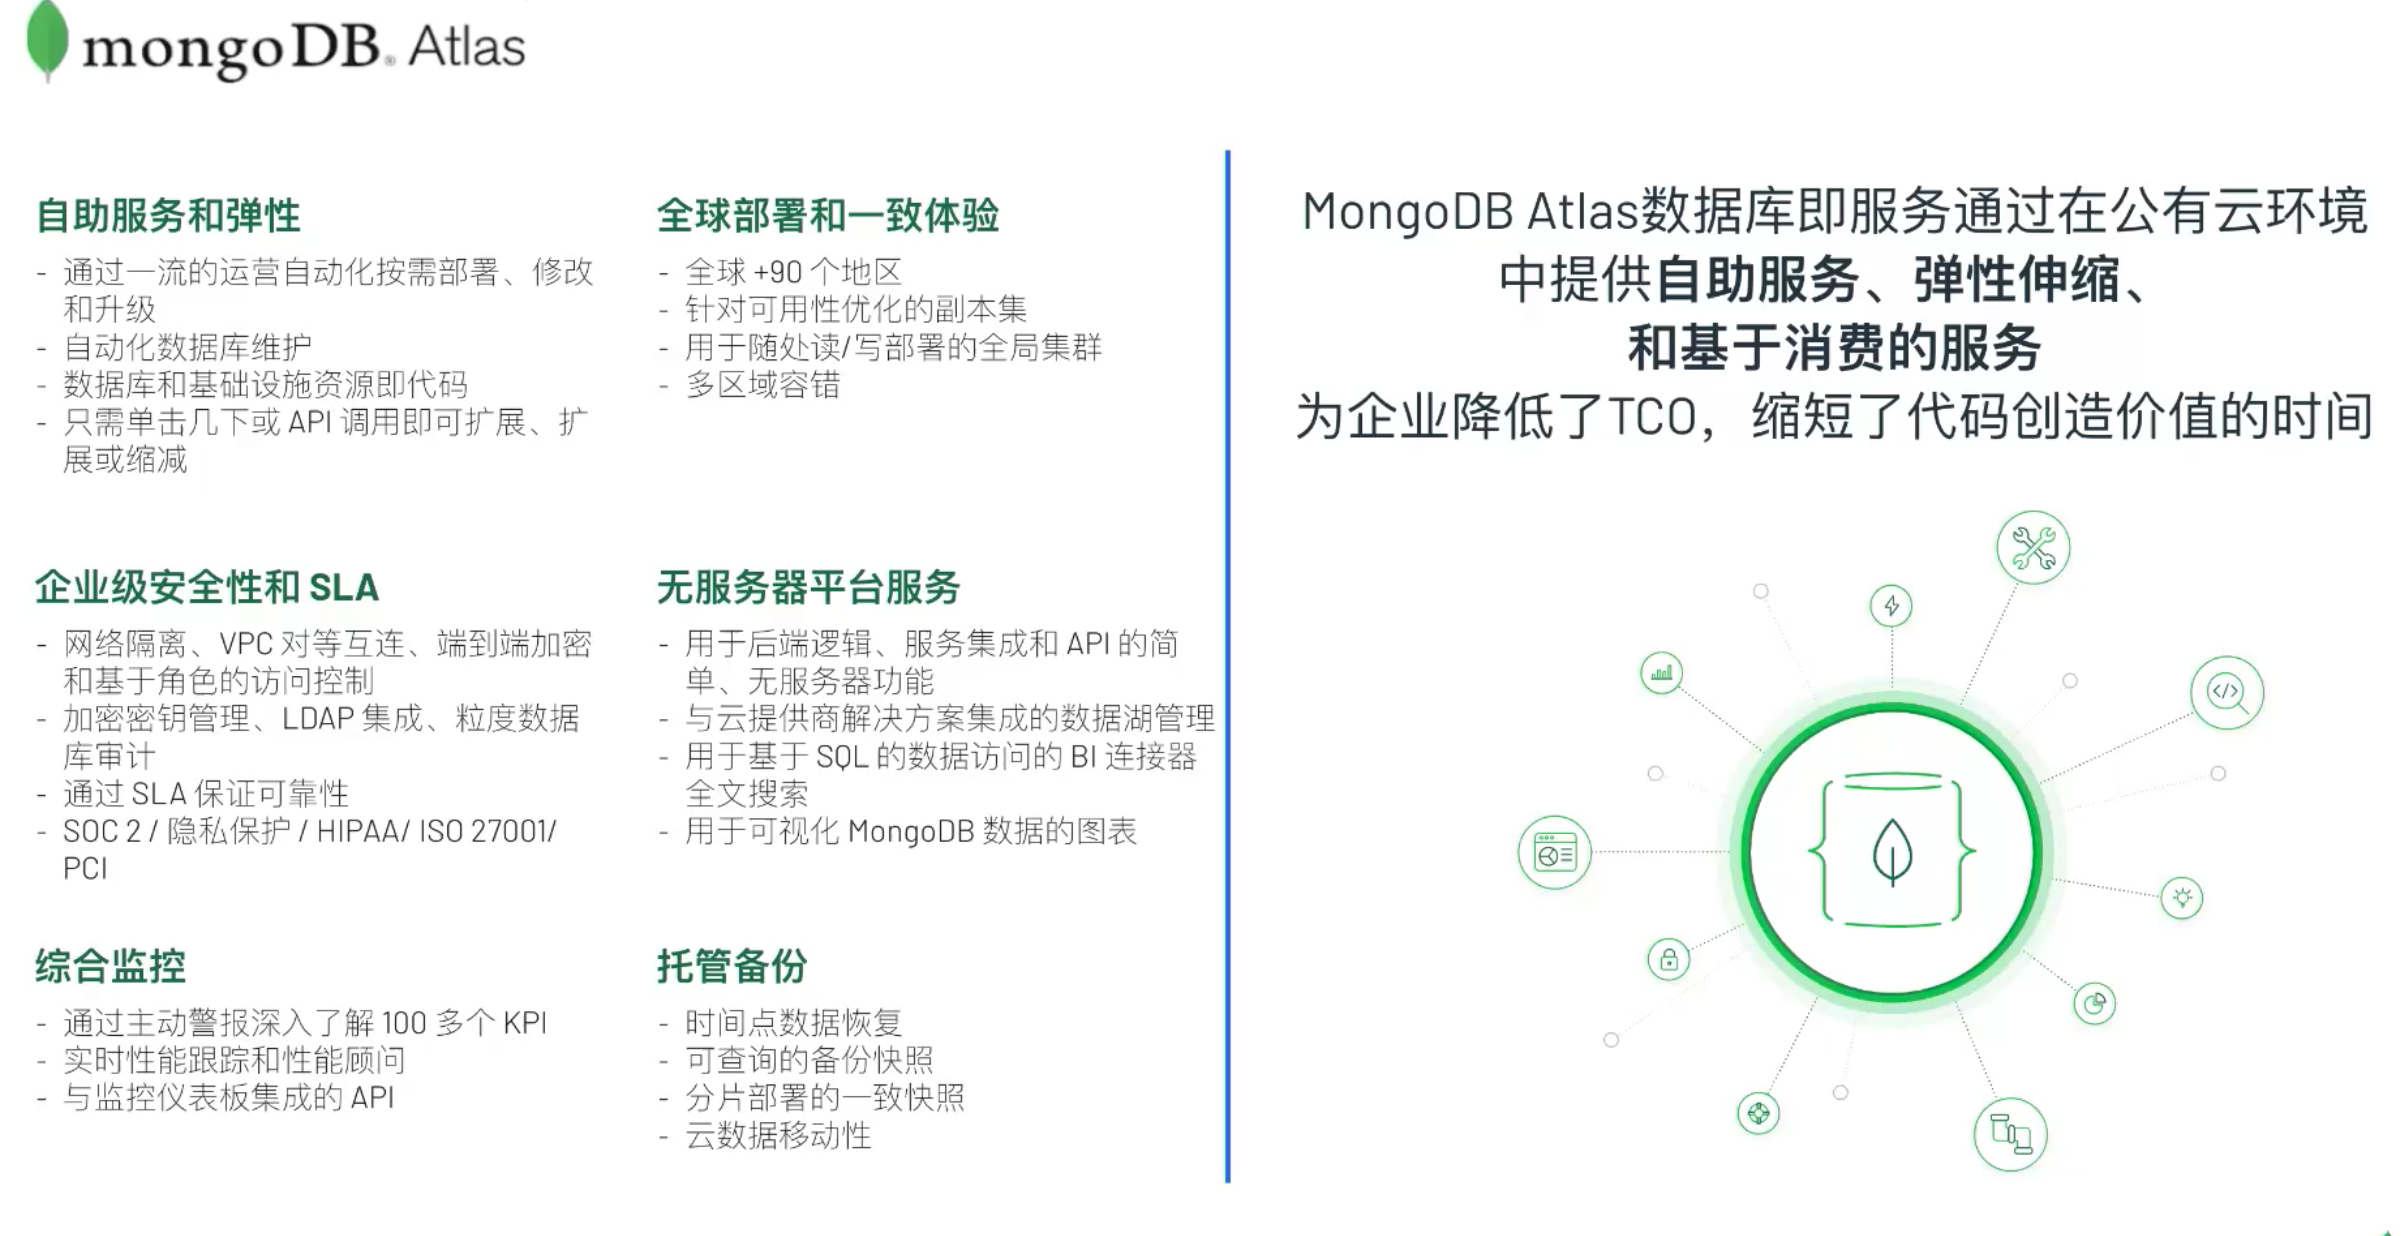 mongoDB® Atlas
自助服务和弹性
- 通过一流的运营自动化按需部署、修改
和升级
- 自动化数据库维护
- 数据库和基础设施资源即代码
- 只需单击几下或 API 调用即可扩展、扩
展或缩减
全球部署和一致体验
- 全球 +90 个地区
- 针对可用性优化的副本集
- 用于随处读/写部署的全局集群
- 多区域容错
企业级安全性和 SLA
- 网络隔离、VPC 对等互连、端到端加密
和基于角色的访问控制
- 加密密钥管理、LDAP 集成、粒度数据
库审计
- 通过 SLA 保证可靠性
- SOC 2 / 隐私保护 / HIPAA/ ISO 27001/
PCI
无服务器平台服务
- 用于后端逻辑、服务集成和 API 的简
单、无服务器功能
- 与云提供商解决方案集成的数据湖管理
- 用于基于 SQL 的数据访问的 BI 连接器
全文搜索
- 用于可视化 MongoDB 数据的图表
综合监控
- 通过主动警报深入了解 100 多个 KPI
- 实时性能跟踪和性能顾问
- 与监控仪表板集成的 API
托管备份
- 时间点数据恢复
- 可查询的备份快照
- 分片部署的一致快照
- 云数据移动性
MongoDB Atlas数据库即服务通过在公有云环境
中提供自助服务、弹性伸缩、
和基于消费的服务
为企业降低了TCO，缩短了代码创造价值的时间